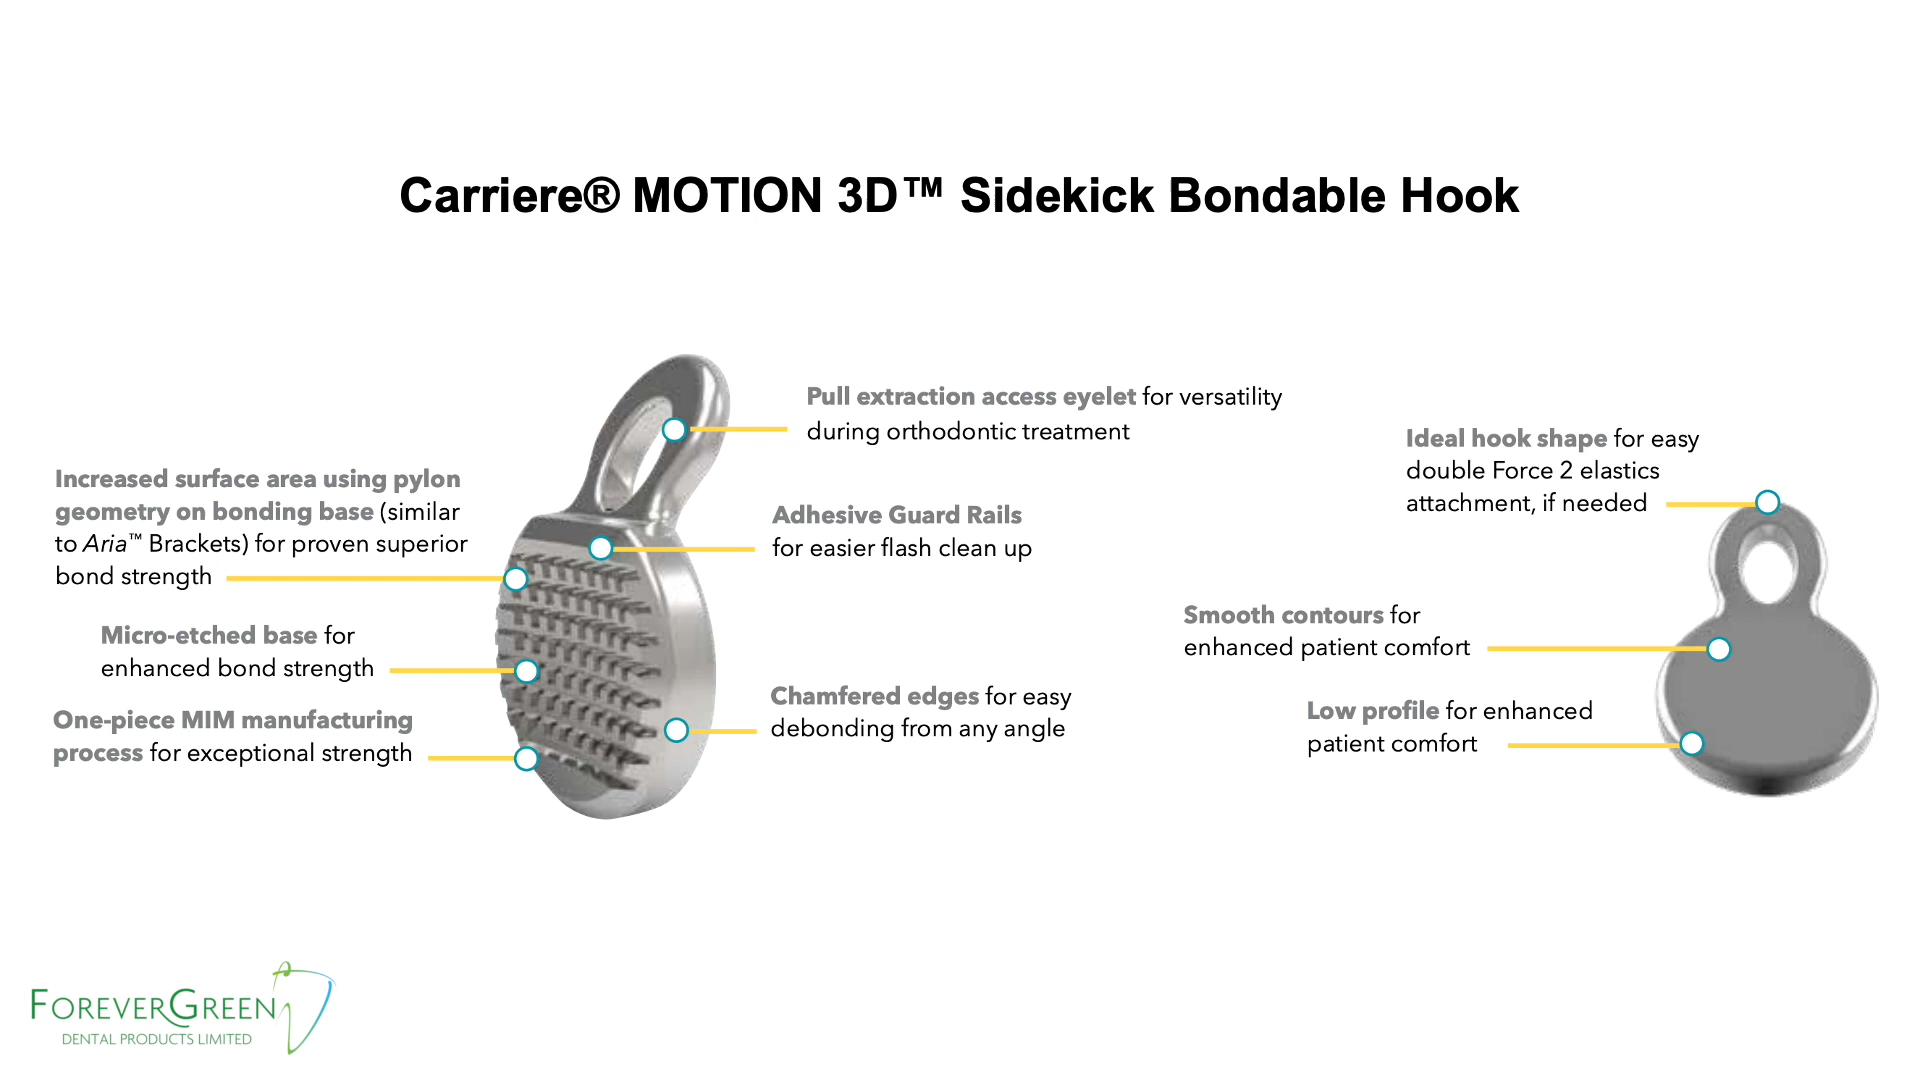 Carriere® MOTION 3D™ Sidekick Bondable Hook
Increased surface area using pylon
geometry on bonding base (similar
to Aria™ Brackets) for proven superior
bond strength
Micro-etched base for
enhanced bond strength
One-piece MIM manufacturing
process for exceptional strength
Pull extraction access eyelet for versatility
during orthodontic treatment
Adhesive Guard Rails
for easier flash clean up
Chamfered edges for easy
debonding from any angle
Ideal hook shape for easy
double Force 2 elastics
attachment, if needed
Smooth contours for
enhanced patient comfort
Low profile for enhanced
patient comfort
FOREVERGREEN
DENTAL PRODUCTS LIMITED